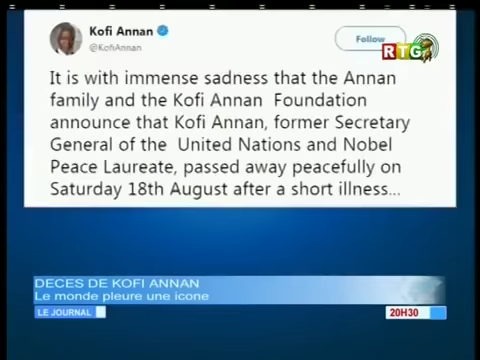 Kofi Annan
@KofiAnnan
Follow
RTG
It is with immense sadness that the Annan
family and the Kofi Annan Foundation
announce that Kofi Annan, former Secretary
General of the United Nations and Nobel
Peace Laureate, passed away peacefully on
Saturday 18th August after a short illness...
DECES DE KOFI ANNAN
Le monde pleure une icone
LE JOURNAL
20H30